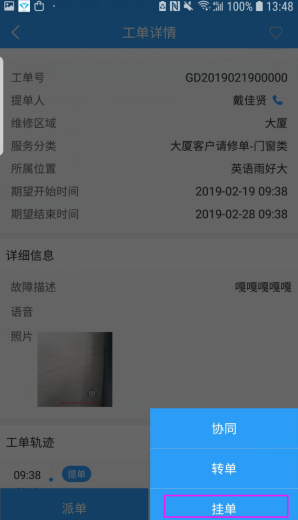 100% 13:48
工单详情
工单号 GD2019021900000
提单人 戴佳贤
维修区域 大厦
服务分类 大厦客户请修单-门窗类
所属位置 英语雨好大
期望开始时间 2019-02-19 09:38
期望结束时间 2019-02-28 09:38
详细信息
故障描述 嘎嘎嘎嘎嘎
语音
照片
协同
工单轨迹
转单
09:38 提单
派单 挂单